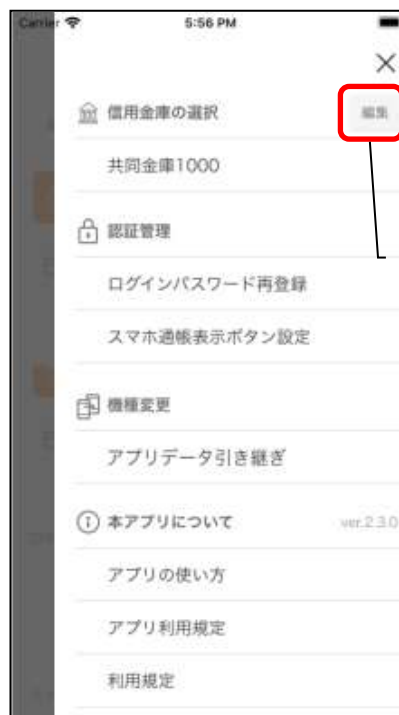 Carrier 5:56 PM
信用金庫の選択 編集
共同金庫1000
認証管理
ログインパスワード再登録
スマホ通帳表示ボタン設定
機種変更
アプリデータ引き継ぎ
本アプリについて ver.2.3.0
アプリの使い方
アプリ利用規定
利用規定